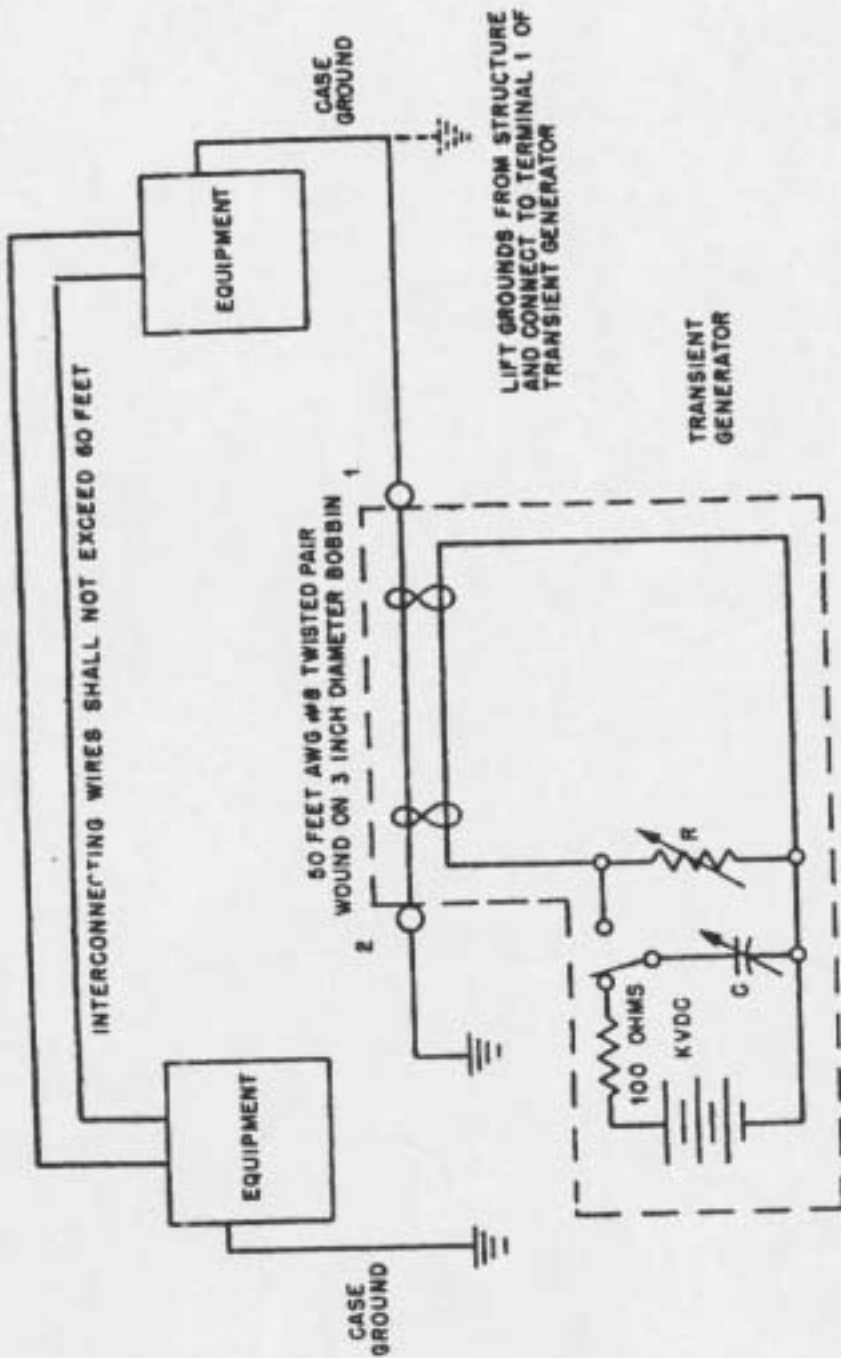 INTERCONNECTING WIRES SHALL NOT EXCEED 60 FEET
EQUIPMENT
EQUIPMENT
CASE
GROUND
CASE
GROUND
50 FEET AWG #8 TWISTED PAIR
WOUND ON 3 INCH DIAMETER BOBBIN
2
1
LIFT GROUNDS FROM STRUCTURE
AND CONNECT TO TERMINAL 1 OF
TRANSIENT GENERATOR
TRANSIENT
GENERATOR
100 OHMS
KVDC
C
R